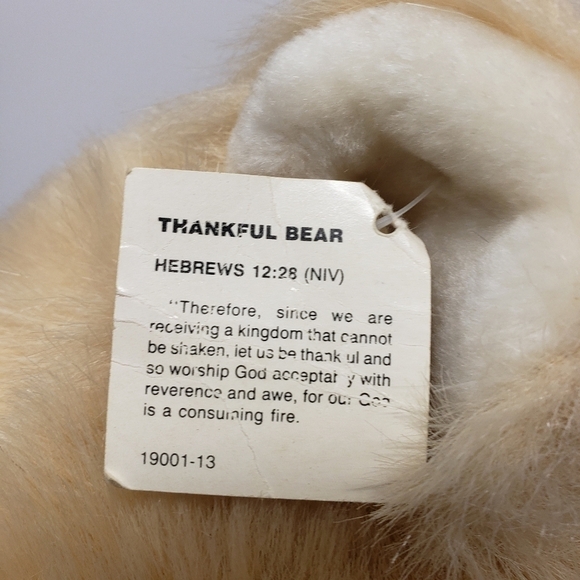 THANKFUL BEAR
HEBREWS 12:28 (NIV)
"Therefore, since we are
receiving a kingdom that cannot
be shaken, let us be thankful and
so worship God acceptably with
reverence and awe, for our God
is a consuming fire.
19001-13